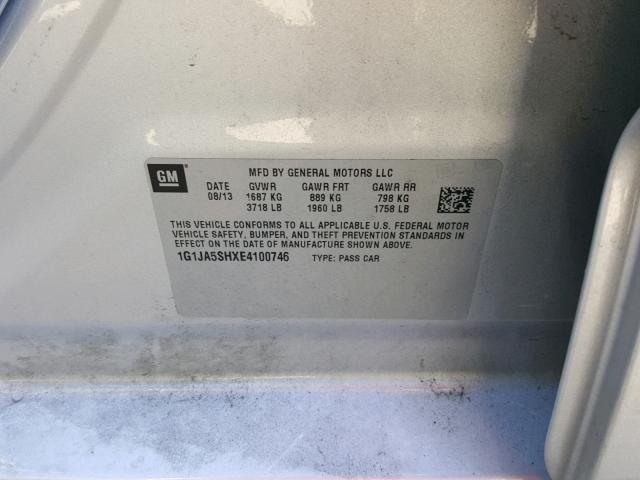 GM
MFD BY GENERAL MOTORS LLC
DATE GVWR GAWR FRT GAWR RR
08/13 1687 KG 889 KG 798 KG
3718 LB 1960 LB 1758 LB
THIS VEHICLE CONFORMS TO ALL APPLICABLE U.S. FEDERAL MOTOR
VEHICLE SAFETY, BUMPER, AND THEFT PREVENTION STANDARDS IN
EFFECT ON THE DATE OF MANUFACTURE SHOWN ABOVE.
1G1JA5SHXE4100746 TYPE: PASS CAR